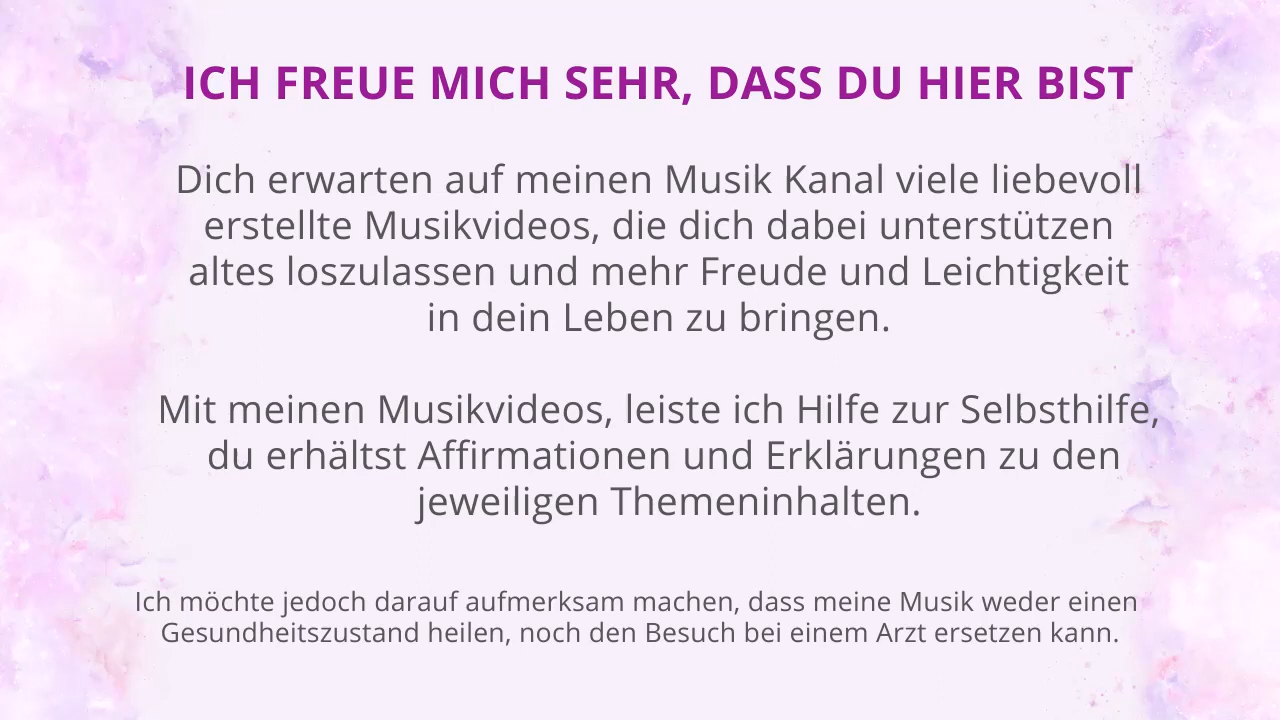 ICH FREUE MICH SEHR, DASS DU HIER BIST
Dich erwarten auf meinen Musik Kanal viele liebevoll
erstellte Musikvideos, die dich dabei unterstützen
altes loszulassen und mehr Freude und Leichtigkeit
in dein Leben zu bringen.
Mit meinen Musikvideos, leiste ich Hilfe zur Selbsthilfe,
du erhältst Affirmationen und Erklärungen zu den
jeweiligen Themeninhalten.
Ich möchte jedoch darauf aufmerksam machen, dass meine Musik weder einen
Gesundheitszustand heilen, noch den Besuch bei einem Arzt ersetzen kann.